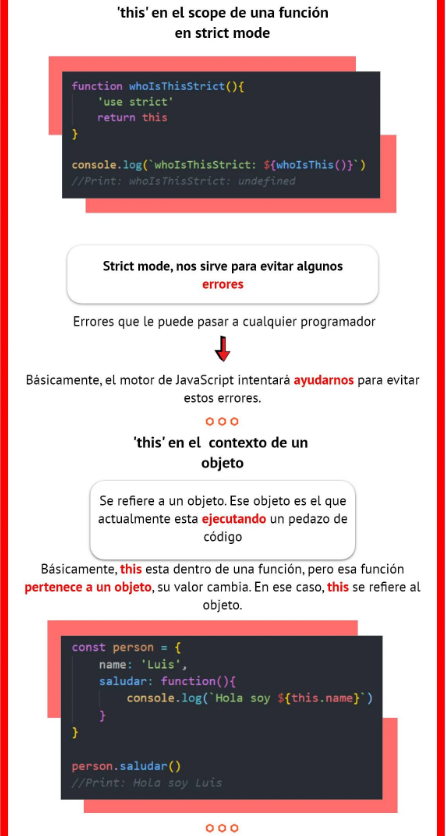 'this' en el scope de una función
en strict mode
function whoIsThisStrict(){
    'use strict'
    return this
}
console.log(`whoIsThisStrict: ${whoIsThis()}`)
//Print: whoIsThisStrict: undefined
Strict mode, nos sirve para evitar algunos
errores
Errores que le puede pasar a cualquier programador
Básicamente, el motor de JavaScript intentará ayudarnos para evitar
estos errores.
'this' en el contexto de un
objeto
Se refiere a un objeto. Ese objeto es el que
actualmente esta ejecutando un pedazo de
código
Básicamente, this esta dentro de una función, pero esa función
pertenece a un objeto, su valor cambia. En ese caso, this se refiere al
objeto.
const person = {
    name: 'Luis',
    saludar: function(){
        console.log(`Hola soy ${this.name}`)
    }
}
person.saludar()
//Print: Hola soy Luis